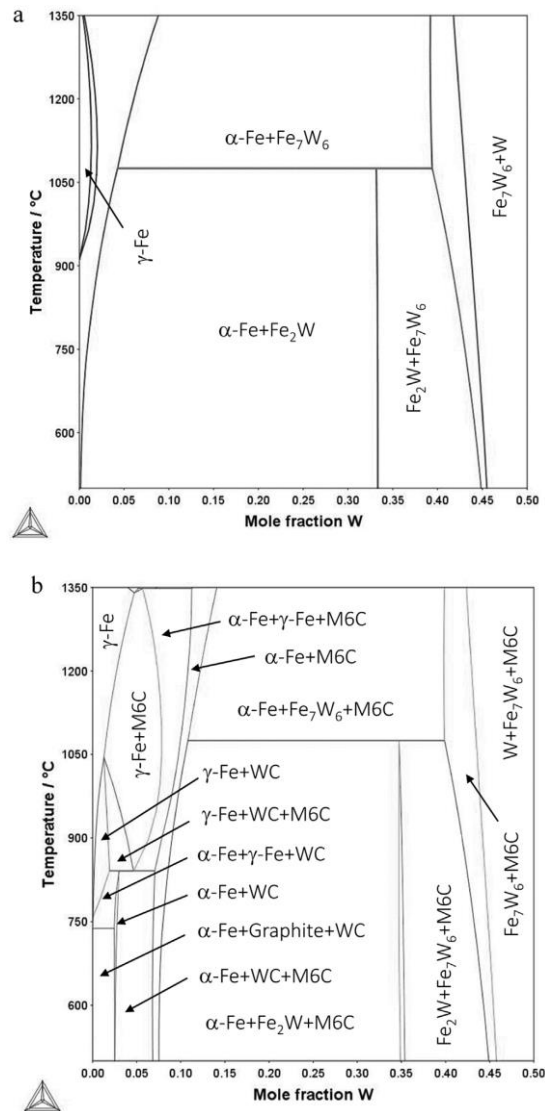 a
1350
1200
1050
900
750
600
Temperature / °C
α-Fe+Fe₇W₆
γ-Fe
α-Fe+Fe₂W
Fe₂W+Fe₇W₆
Fe₇W₆+W
0.00 0.05 0.10 0.15 0.20 0.25 0.30 0.35 0.40 0.45 0.50
Mole fraction W
b
1350
1200
1050
900
750
600
Temperature / °C
γ-Fe
γ-Fe+M6C
α-Fe+γ-Fe+M6C
α-Fe+M6C
α-Fe+Fe₇W₆+M6C
γ-Fe+WC
γ-Fe+WC+M6C
α-Fe+γ-Fe+WC
α-Fe+WC
α-Fe+Graphite+WC
α-Fe+WC+M6C
α-Fe+Fe₂W+M6C
Fe₂W+Fe₇W₆+M6C
Fe₇W₆+M6C
W+Fe₇W₆+M6C
0.00 0.05 0.10 0.15 0.20 0.25 0.30 0.35 0.40 0.45 0.50
Mole fraction W